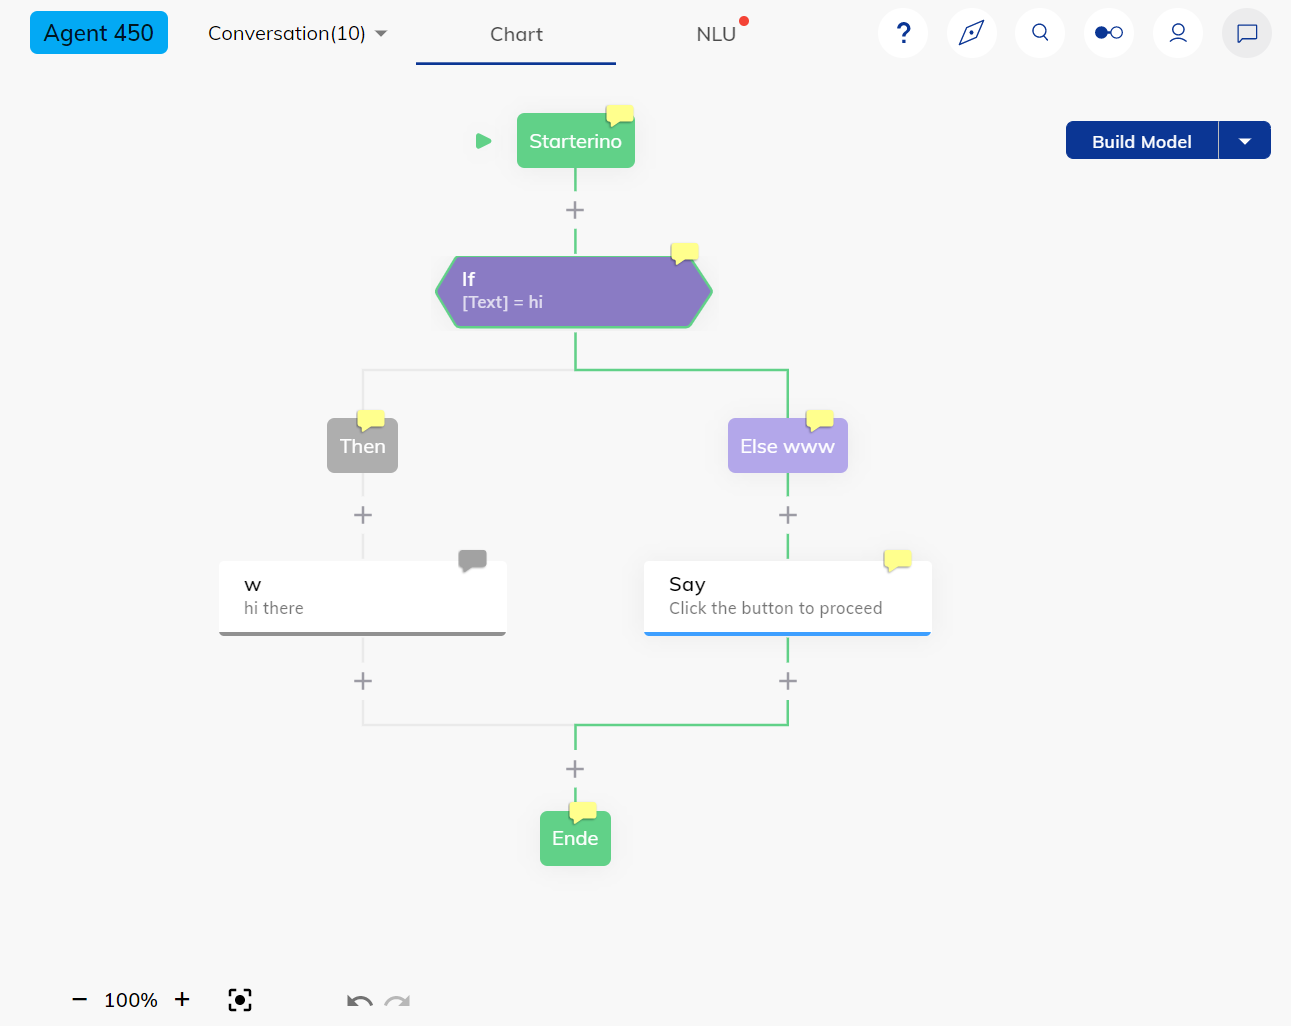 Agent 450
Conversation(10)
Chart
NLU
?
Build Model
Starterino
If
[Text] = hi
Then
Else www
w
hi there
Say
Click the button to proceed
Ende
100%